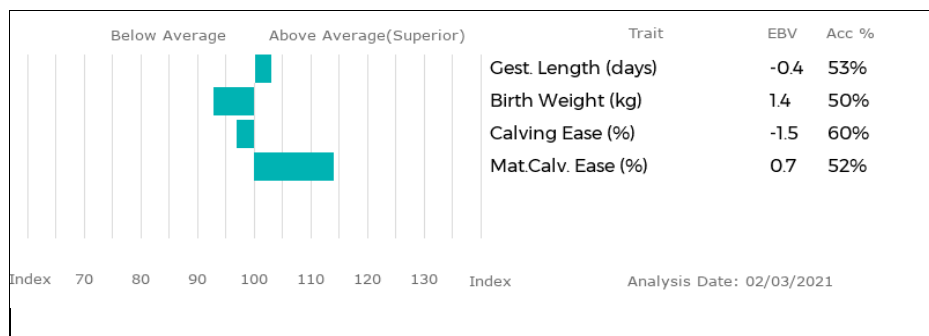 Below Average Above Average(Superior) Trait EBV Acc %
Gest. Length (days) -0.4 53%
Birth Weight (kg) 1.4 50%
Calving Ease (%) -1.5 60%
Mat.Calv. Ease (%) 0.7 52%
Index 70 80 90 100 110 120 130 Index Analysis Date: 02/03/2021